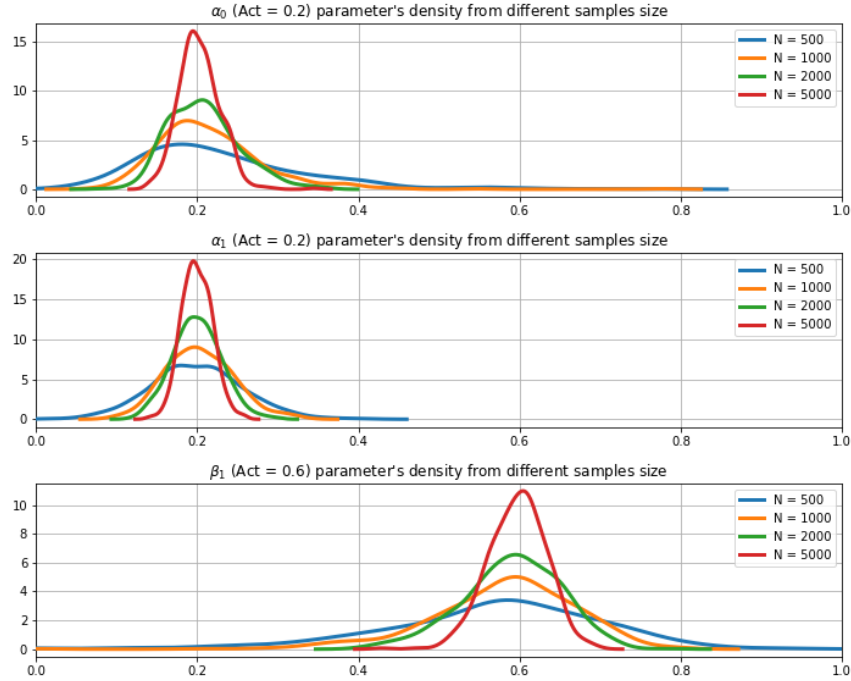 α₀ (Act = 0.2) parameter's density from different samples size
15
10
5
0
N = 500
N = 1000
N = 2000
N = 5000
0.0 0.2 0.4 0.6 0.8 1.0
α₁ (Act = 0.2) parameter's density from different samples size
20
15
10
5
0
N = 500
N = 1000
N = 2000
N = 5000
0.0 0.2 0.4 0.6 0.8 1.0
β₁ (Act = 0.6) parameter's density from different samples size
10
8
6
4
2
0
N = 500
N = 1000
N = 2000
N = 5000
0.0 0.2 0.4 0.6 0.8 1.0